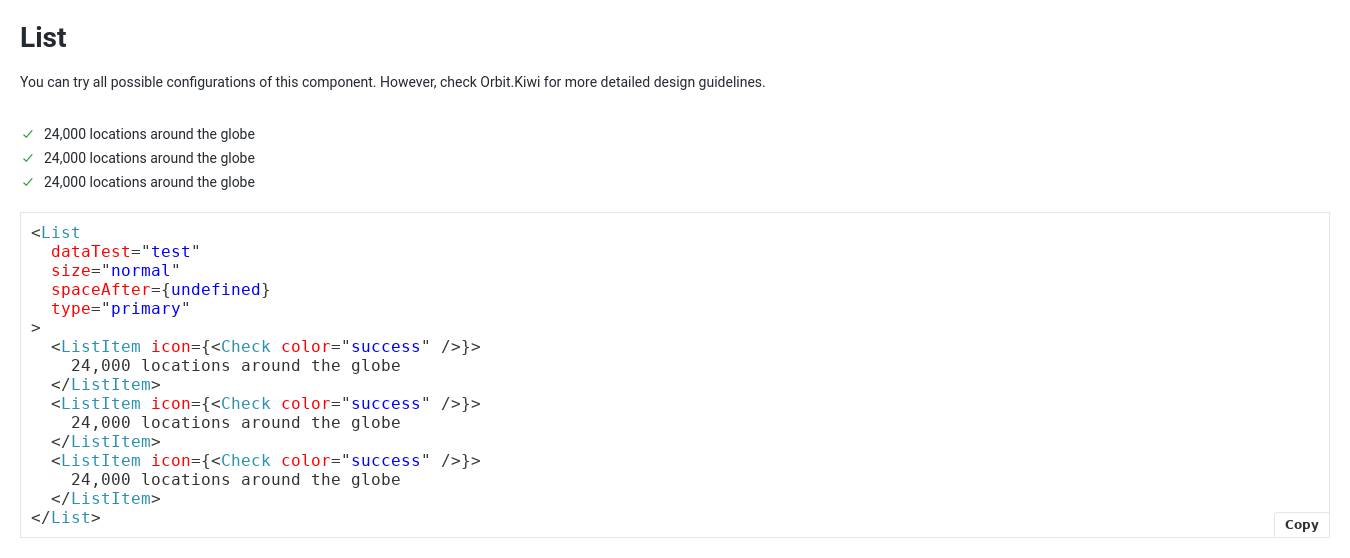 List
You can try all possible configurations of this component. However, check Orbit.Kiwi for more detailed design guidelines.
24,000 locations around the globe
24,000 locations around the globe
24,000 locations around the globe
<List
  dataTest="test"
  size="normal"
  spaceAfter={undefined}
  type="primary"
>
  <ListItem icon={<Check color="success" />}>
    24,000 locations around the globe
  </ListItem>
  <ListItem icon={<Check color="success" />}>
    24,000 locations around the globe
  </ListItem>
  <ListItem icon={<Check color="success" />}>
    24,000 locations around the globe
  </ListItem>
</List>
Copy